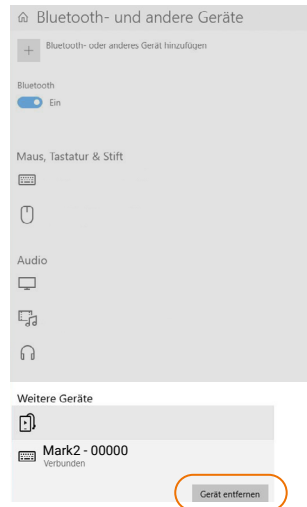 Bluetooth- und andere Geräte
Bluetooth- oder anderes Gerät hinzufügen
Bluetooth
Ein
Maus, Tastatur & Stift
Audio
Weitere Geräte
Mark2 - 00000
Verbunden
Gerät entfernen